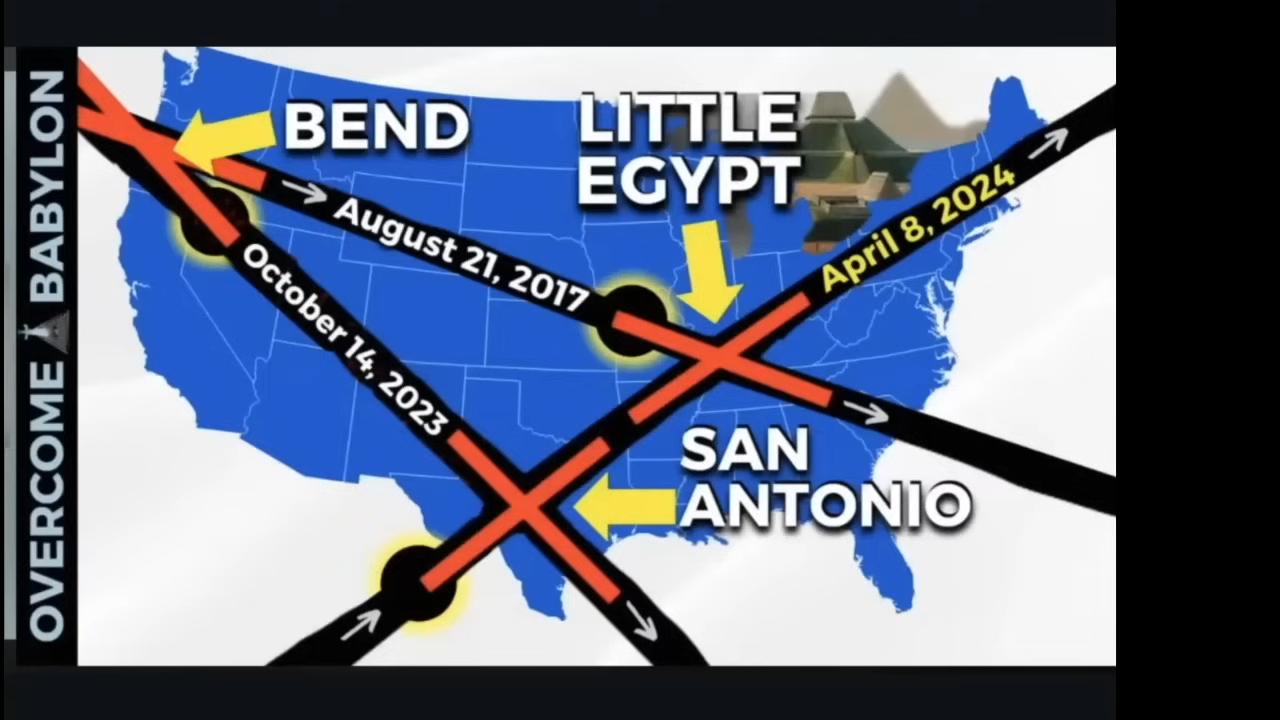 OVERCOME BABYLON
BEND
LITTLE
EGYPT
August 21, 2017
April 8, 2024
October 14, 2023
SAN
ANTONIO